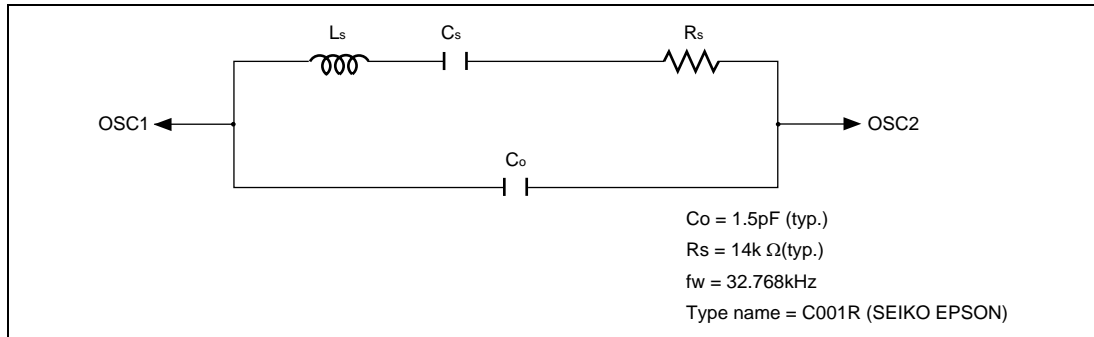 Ls Cs Rs
OSC1 OSC2
Co
Co = 1.5pF (typ.)
Rs = 14k Ω(typ.)
fw = 32.768kHz
Type name = C001R (SEIKO EPSON)